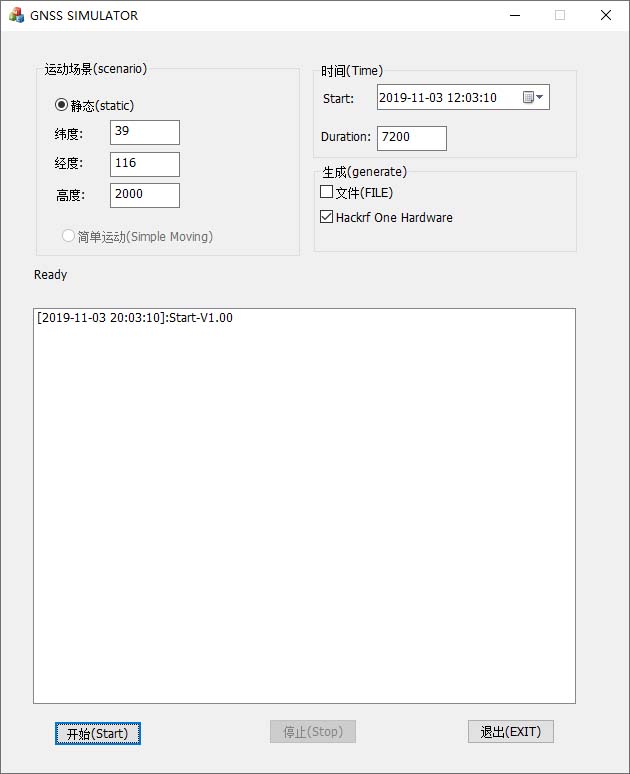 GNSS SIMULATOR
运动场景(scenario)
静态(static)
纬度: 39
经度: 116
高度: 2000
简单运动(Simple Moving)
时间(Time)
Start: 2019-11-03 12:03:10
Duration: 7200
生成(generate)
文件(FILE)
Hackrf One Hardware
Ready
[2019-11-03 20:03:10]:Start-V1.00
开始(Start) 停止(Stop) 退出(EXIT)